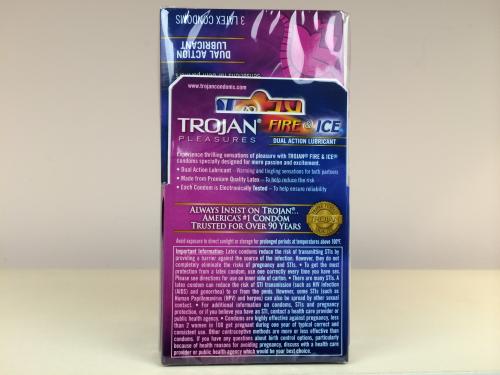 3 LATEX CONDOMS
DUAL ACTION
LUBRICANT
www.trojancondoms.com
TROJAN®
PLEASURES
FIRE & ICE
DUAL ACTION LUBRICANT
Experience thrilling sensations of pleasure with TROJAN® FIRE & ICE®
condoms specially designed for more passion and excitement.
• Dual Action Lubricant – Warming and tingling sensations for both partners
• Made from Premium Quality Latex – To help reduce the risk
• Each Condom is Electronically Tested – To help ensure reliability
ALWAYS INSIST ON TROJAN®...
AMERICA'S #1 CONDOM
TRUSTED FOR OVER 90 YEARS
TROJAN
Avoid exposure to direct sunlight or storage for prolonged periods at temperatures above 100°F.
Important Information: Latex condoms reduce the risk of transmitting STIs by
providing a barrier against the source of the infection. However, they do not
completely eliminate the risks of pregnancy and STIs. • To get the most
protection from a latex condom, use one correctly every time you have sex.
Please see directions for use on inner side of carton. • There are many STIs. A
latex condom can reduce the risk of STI transmission (such as HIV infection
(AIDS) and gonorrhea) to or from the penis. However, some STIs (such as
Human Papillomavirus (HPV) and herpes) can also be spread by other sexual
contact. • For additional information on condoms, STIs and pregnancy
protection, or if you believe you have an STI, contact a health care provider or
public health agency. • Condoms are highly effective against pregnancy, less
than 2 women in 100 get pregnant during one year of typical correct and
consistent use. Other contraceptive methods are more or less effective than
condoms. If you have any questions about birth control options, particularly
because of health reasons for avoiding pregnancy, discuss with a health care
provider or public health agency which would be your best choice.